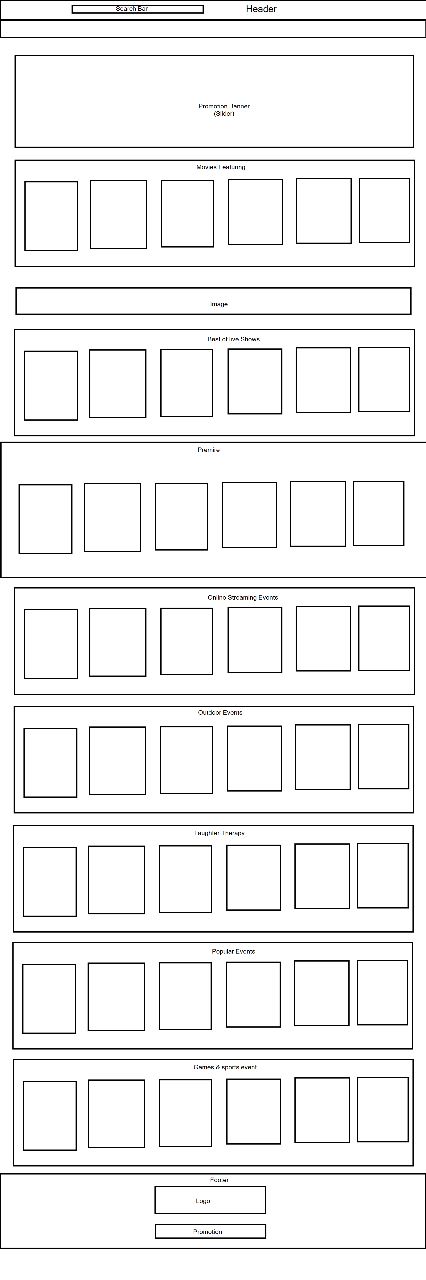 Search Bar
Header
Promotion Banner
(Slider)
Movies Featuring
Image
Best of live Shows
Premire
Online Streaming Events
Outdoor Events
Laughter Therapy
Popular Events
Games & sports event
Footer
Logo
Promotion